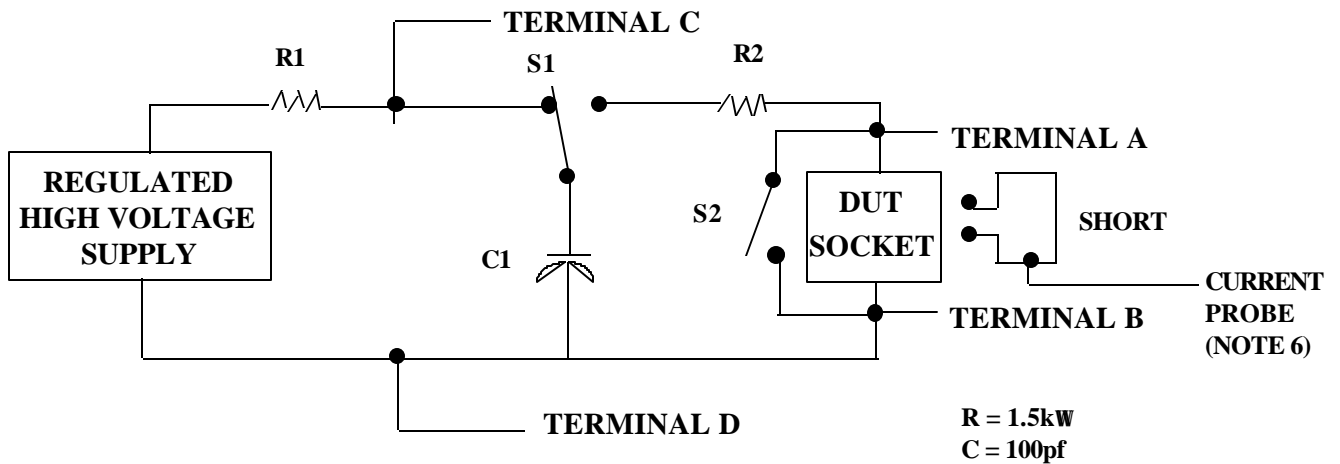 TERMINAL C
R1
S1
R2
TERMINAL A
REGULATED
HIGH VOLTAGE
SUPPLY
S2
DUT
SOCKET
SHORT
C1
CURRENT
PROBE
(NOTE 6)
TERMINAL B
TERMINAL D
R = 1.5kW
C = 100pf